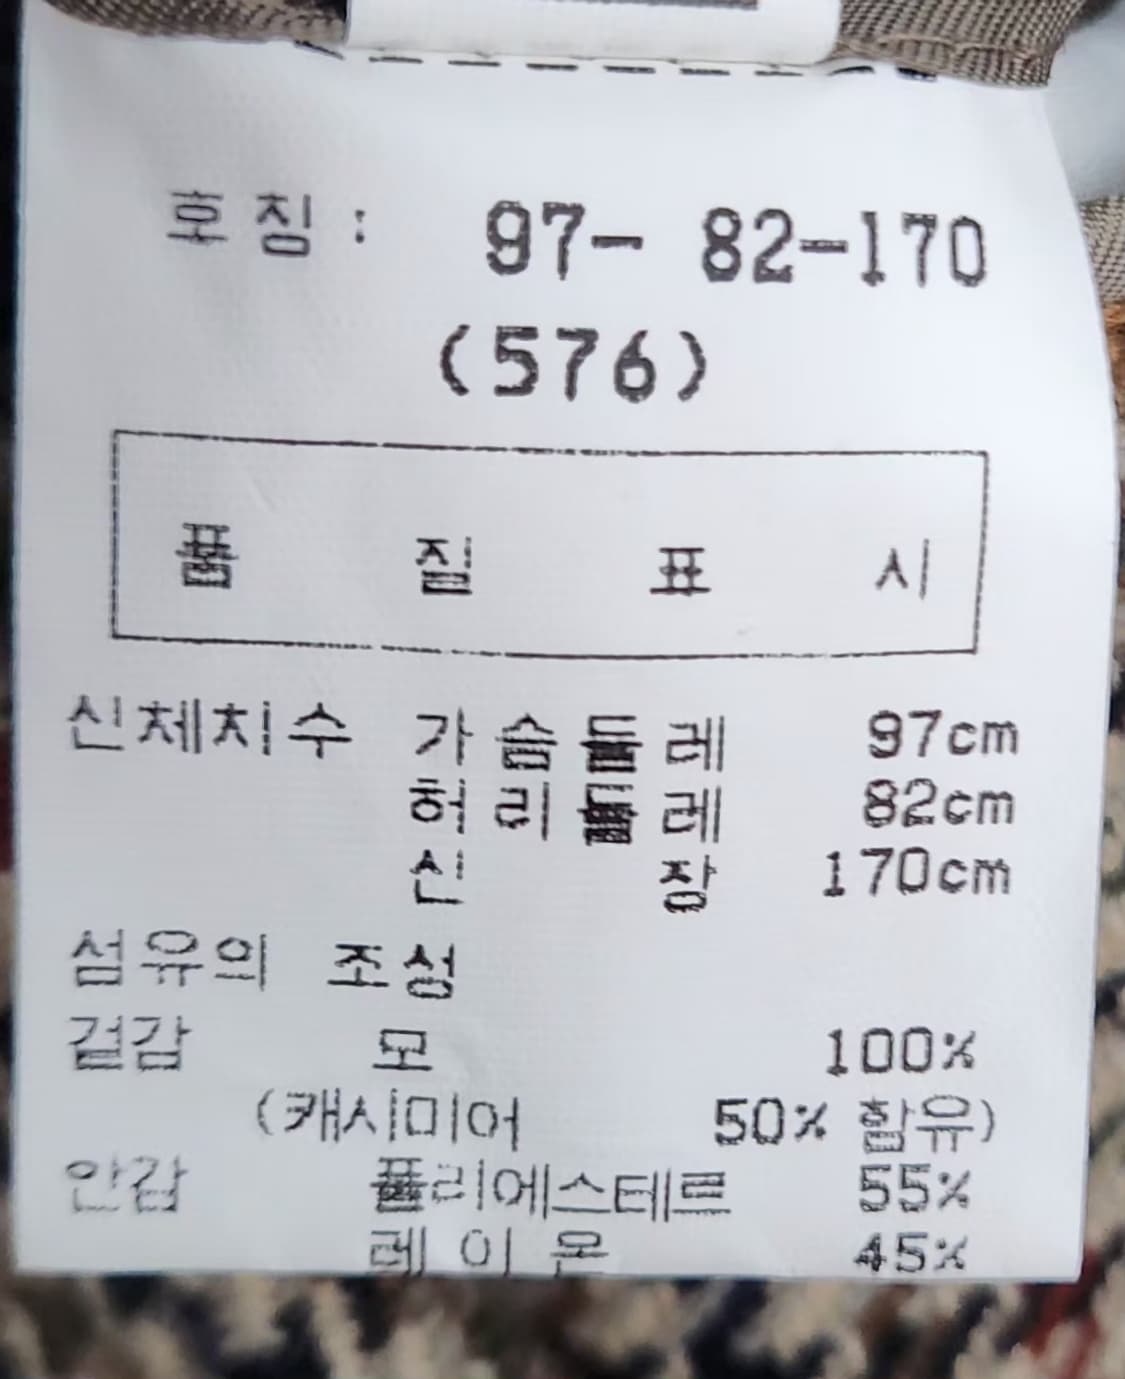 호칭: 97- 82-170
(576)
품 질 표 시
신체치수 가슴둘레 97cm
허리둘레 82cm
신 장 170cm
섬유의 조성
겉감 모 100%
(캐시미어 50% 함유)
안감 폴리에스테르 55%
레이온 45%